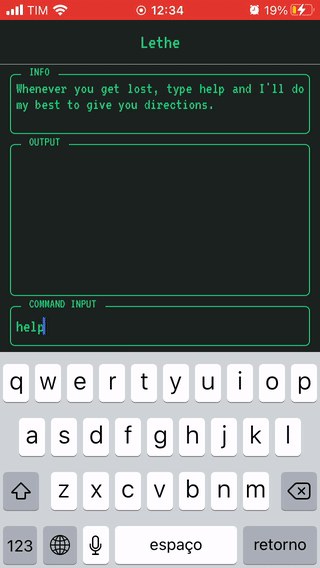 TIM 12:34 19%
Lethe
INFO
Whenever you get lost, type help and I'll do
my best to give you directions.
OUTPUT
COMMAND INPUT
help
q w e r t y u i o p
a s d f g h j k l
z x c v b n m
123 espaço retorno